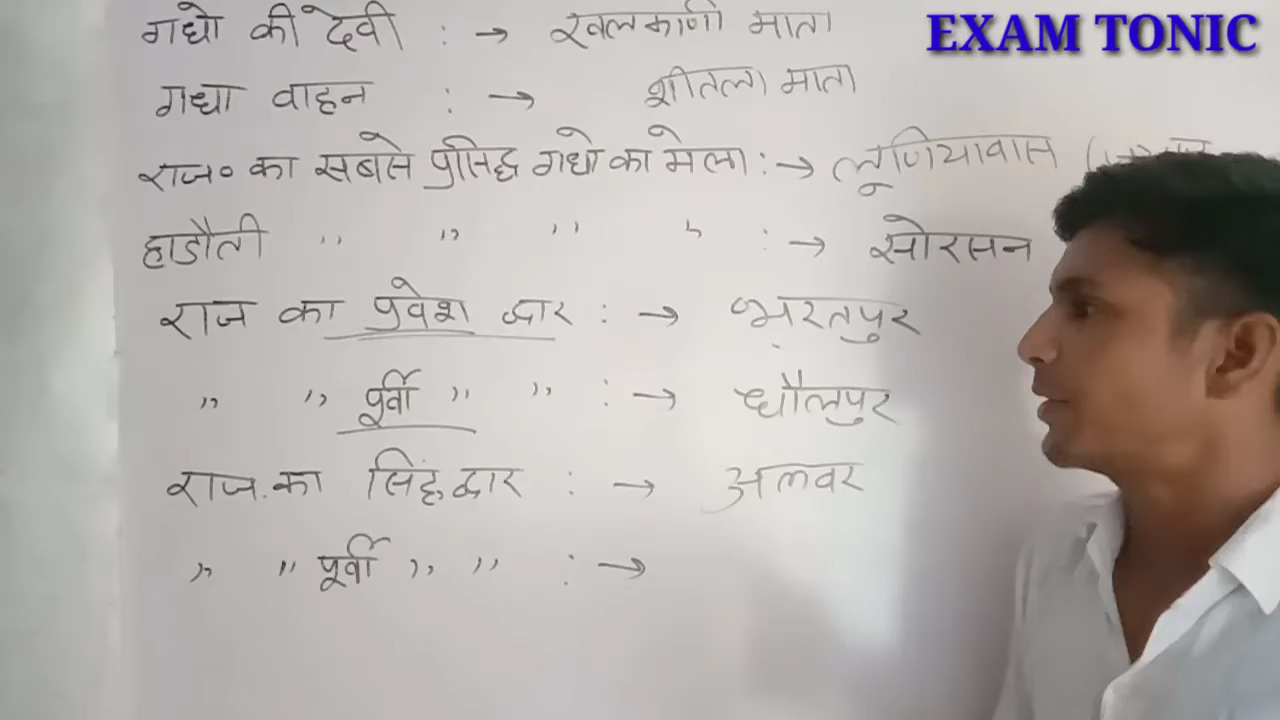 EXAM TONIC
गधो की देवी : → खलकाणी माता
गधा वाहन : → शीतला माता
राज० का सबसे प्रसिद्ध गधो का मेला : → लूणियावास
हाडौती " " " " : → सोरसन
राज का प्रवेश द्वार : → भरतपुर
" " पूर्वी " " : → धौलपुर
राज. का सिंह द्वार : → अलवर
" " पूर्वी " " : →